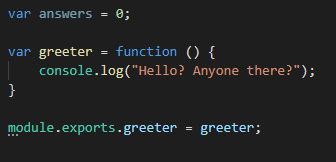 var answers = 0;
var greeter = function () {
    console.log("Hello? Anyone there?");
}
module.exports.greeter = greeter;